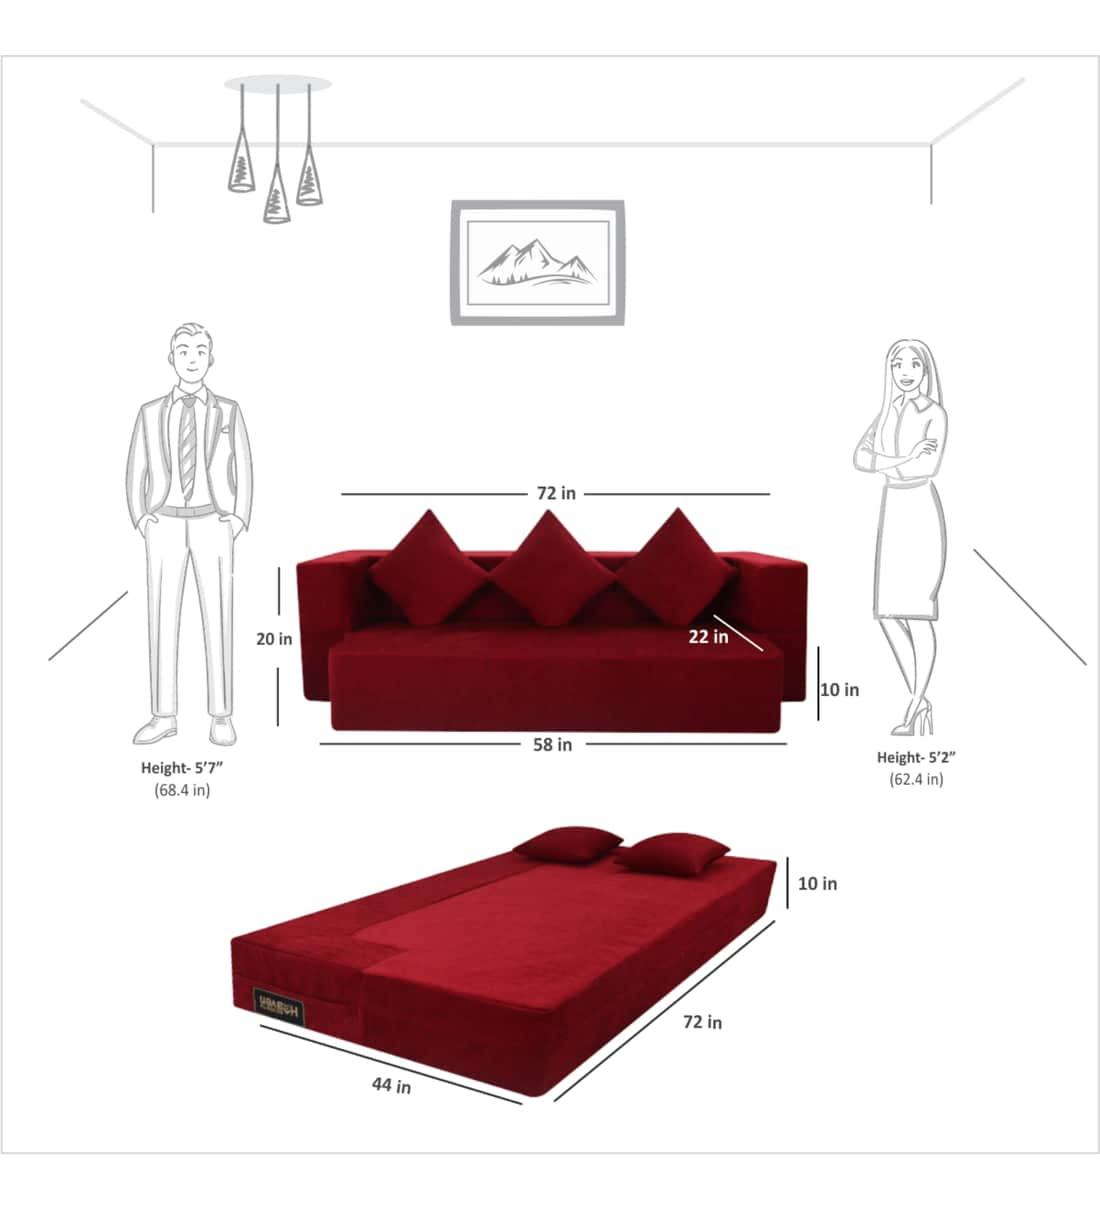 72 in
20 in
22 in
10 in
58 in
Height- 5’7”
(68.4 in)
Height- 5’2”
(62.4 in)
10 in
72 in
44 in